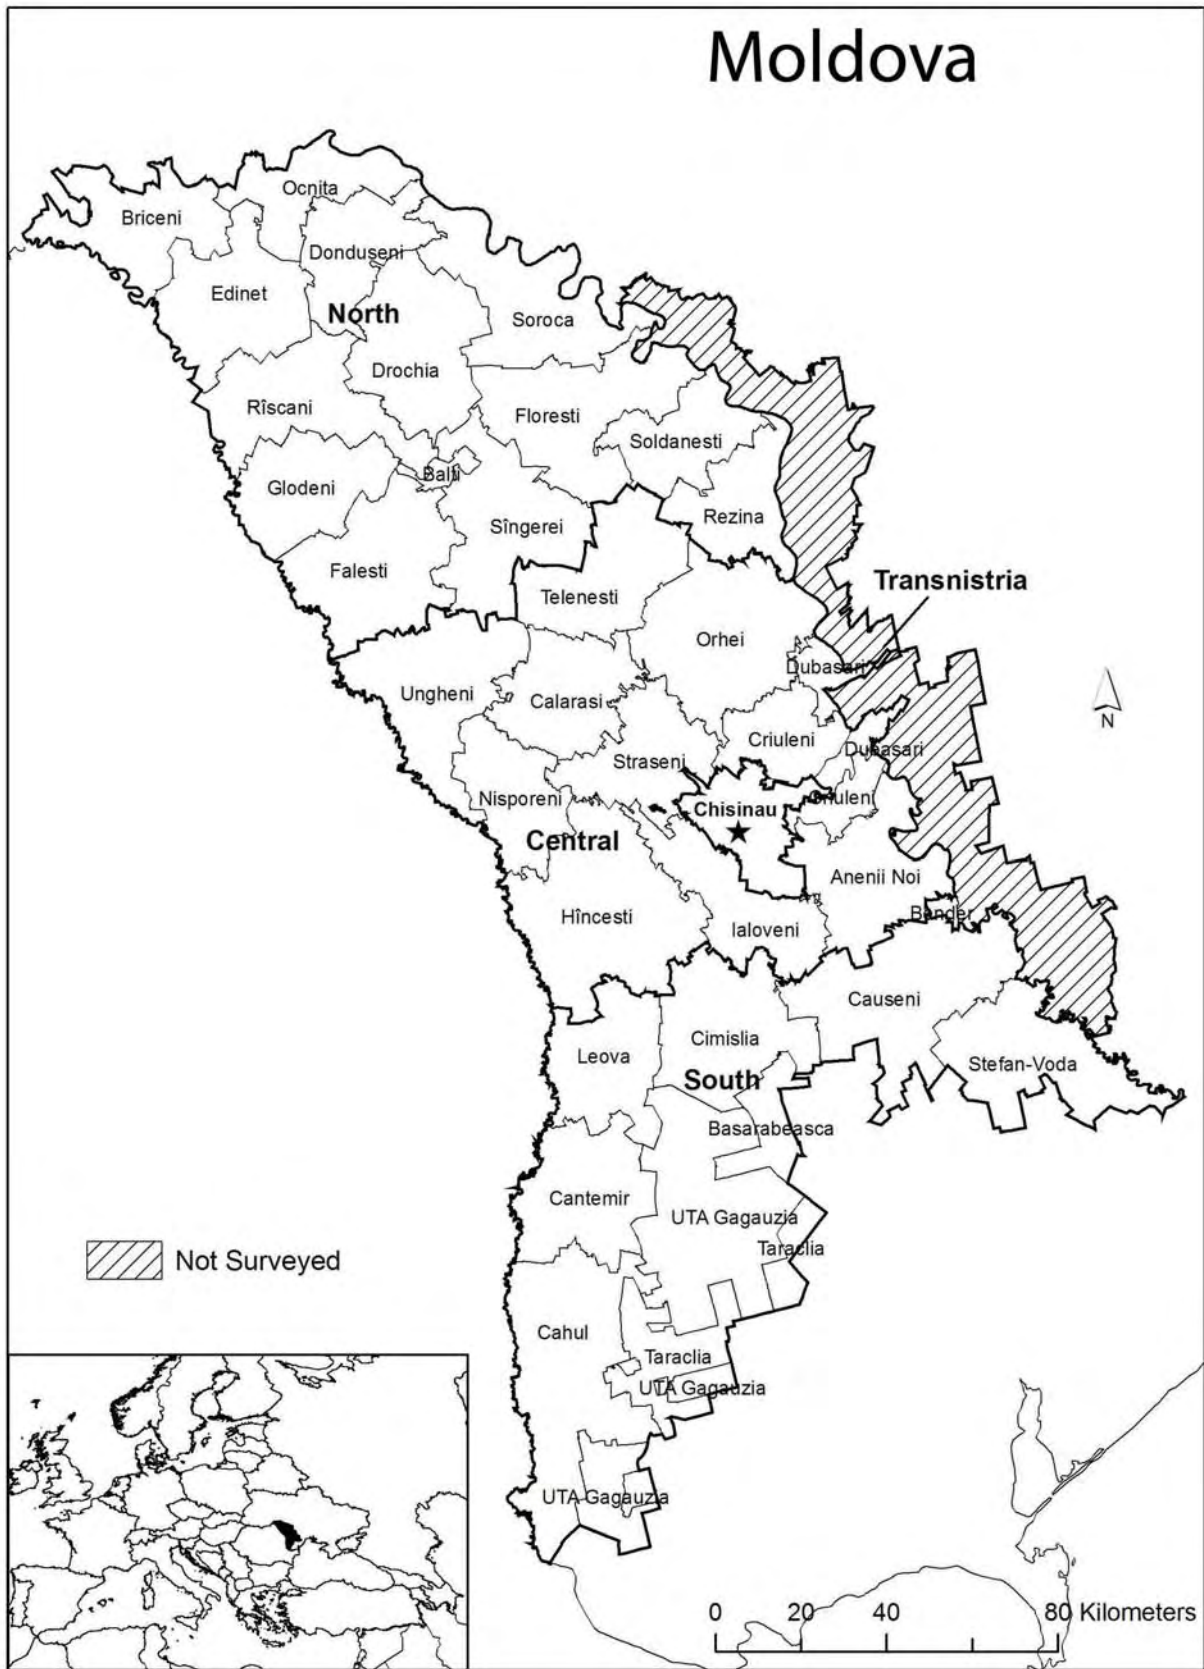 Moldova
Ocnita
Briceni
Donduseni
Edinet
North
Soroca
Drochia
Rîscani
Floresti
Soldanesti
Balti
Glodeni
Rezina
Sîngerei
Falesti
Transnistria
Telenesti
Orhei
Dubasari
Ungheni
Calarasi
N
Criuleni
Dubasari
Straseni
Nisporeni
Criuleni
Chisinau
Central
Anenii Noi
Hîncesti
Bender
Ialoveni
Causeni
Cimislia
Leova
Stefan-Voda
South
Basarabeasca
Cantemir
UTA Gagauzia
Taraclia
Not Surveyed
Cahul
Taraclia
UTA Gagauzia
UTA Gagauzia
0 20 40 80 Kilometers